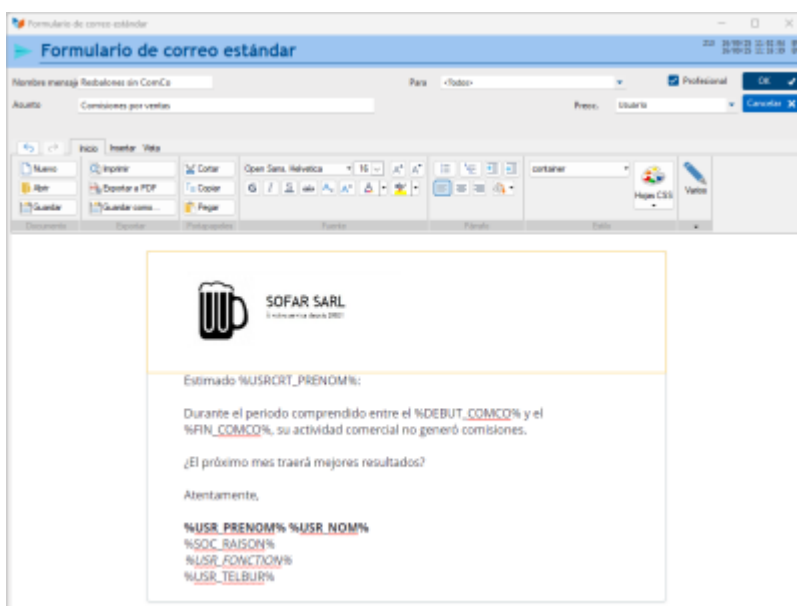 Formulario de correo estándar
Formulario de correo estándar
Nombre mensaje Resbalones sin ComCo Para <Todos> Profesional OK
Asunto Comisiones por ventas Preec. Usuario Cancelar
Inicio Insertar Vista
Nuevo Imprimir Cortar Open Sans, Helvetica 16 container
Abrir Exportar a PDF Copiar Hojas CSS Varios
Guardar Guardar como... Pegar
Documento Exportar Portapapeles Fuente Párrafo Estilo
SOFAR SARL
Estimado %USRCRT_PRENOM%:
Durante el periodo comprendido entre el %DEBUT_COMCO% y el
%FIN_COMCO%, su actividad comercial no generó comisiones.
¿El próximo mes traerá mejores resultados?
Atentamente,
%USR_PRENOM% %USR_NOM%
%SOC_RAISON%
%USR_FONCTION%
%USR_TELBUR%